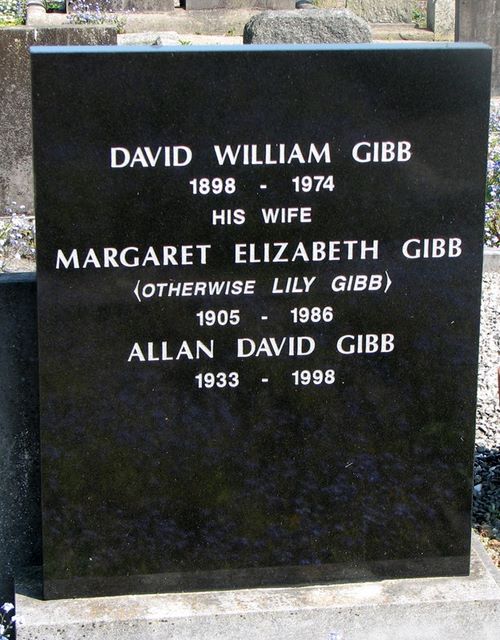 DAVID WILLIAM GIBB
1898 - 1974
HIS WIFE
MARGARET ELIZABETH GIBB
(OTHERWISE LILY GIBB)
1905 - 1986
ALLAN DAVID GIBB
1933 - 1998